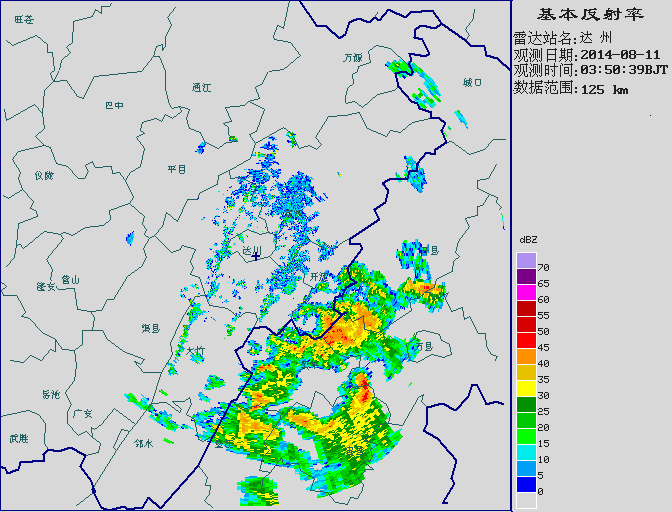 基本反射率
雷达站名:达 州
观测日期:2014-08-11
观测时间:03:50:39BJT
数据范围:125 km
旺苍
万源
城口
通江
巴中
仪陇
平昌
达川
开江
营山
渠县
大竹
岳池
广安
武胜
邻水
万县
dBZ
70
65
60
55
50
45
40
35
30
25
20
15
10
5
0